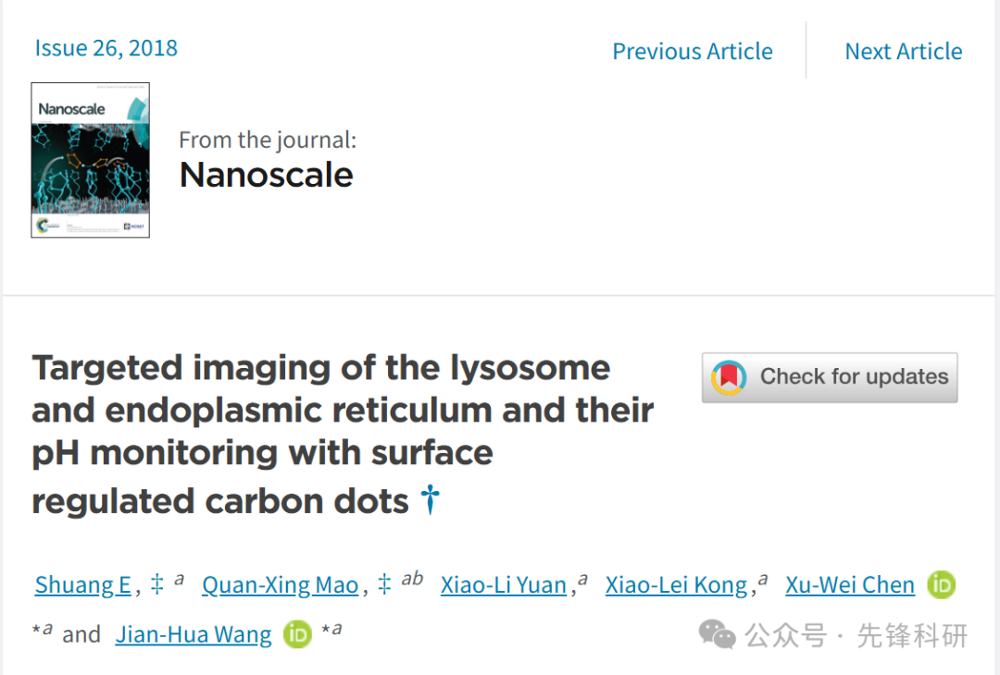 Issue 26, 2018
Previous Article
Next Article
Nanoscale
From the journal:
Nanoscale
Targeted imaging of the lysosome
and endoplasmic reticulum and their
pH monitoring with surface
regulated carbon dots †
Check for updates
Shuang E, ‡ a Quan-Xing Mao, ‡ ab Xiao-Li Yuan,a Xiao-Lei Kong,a Xu-Wei Chen iD
*a and Jian-Hua Wang iD *a
公众号 · 先锋科研